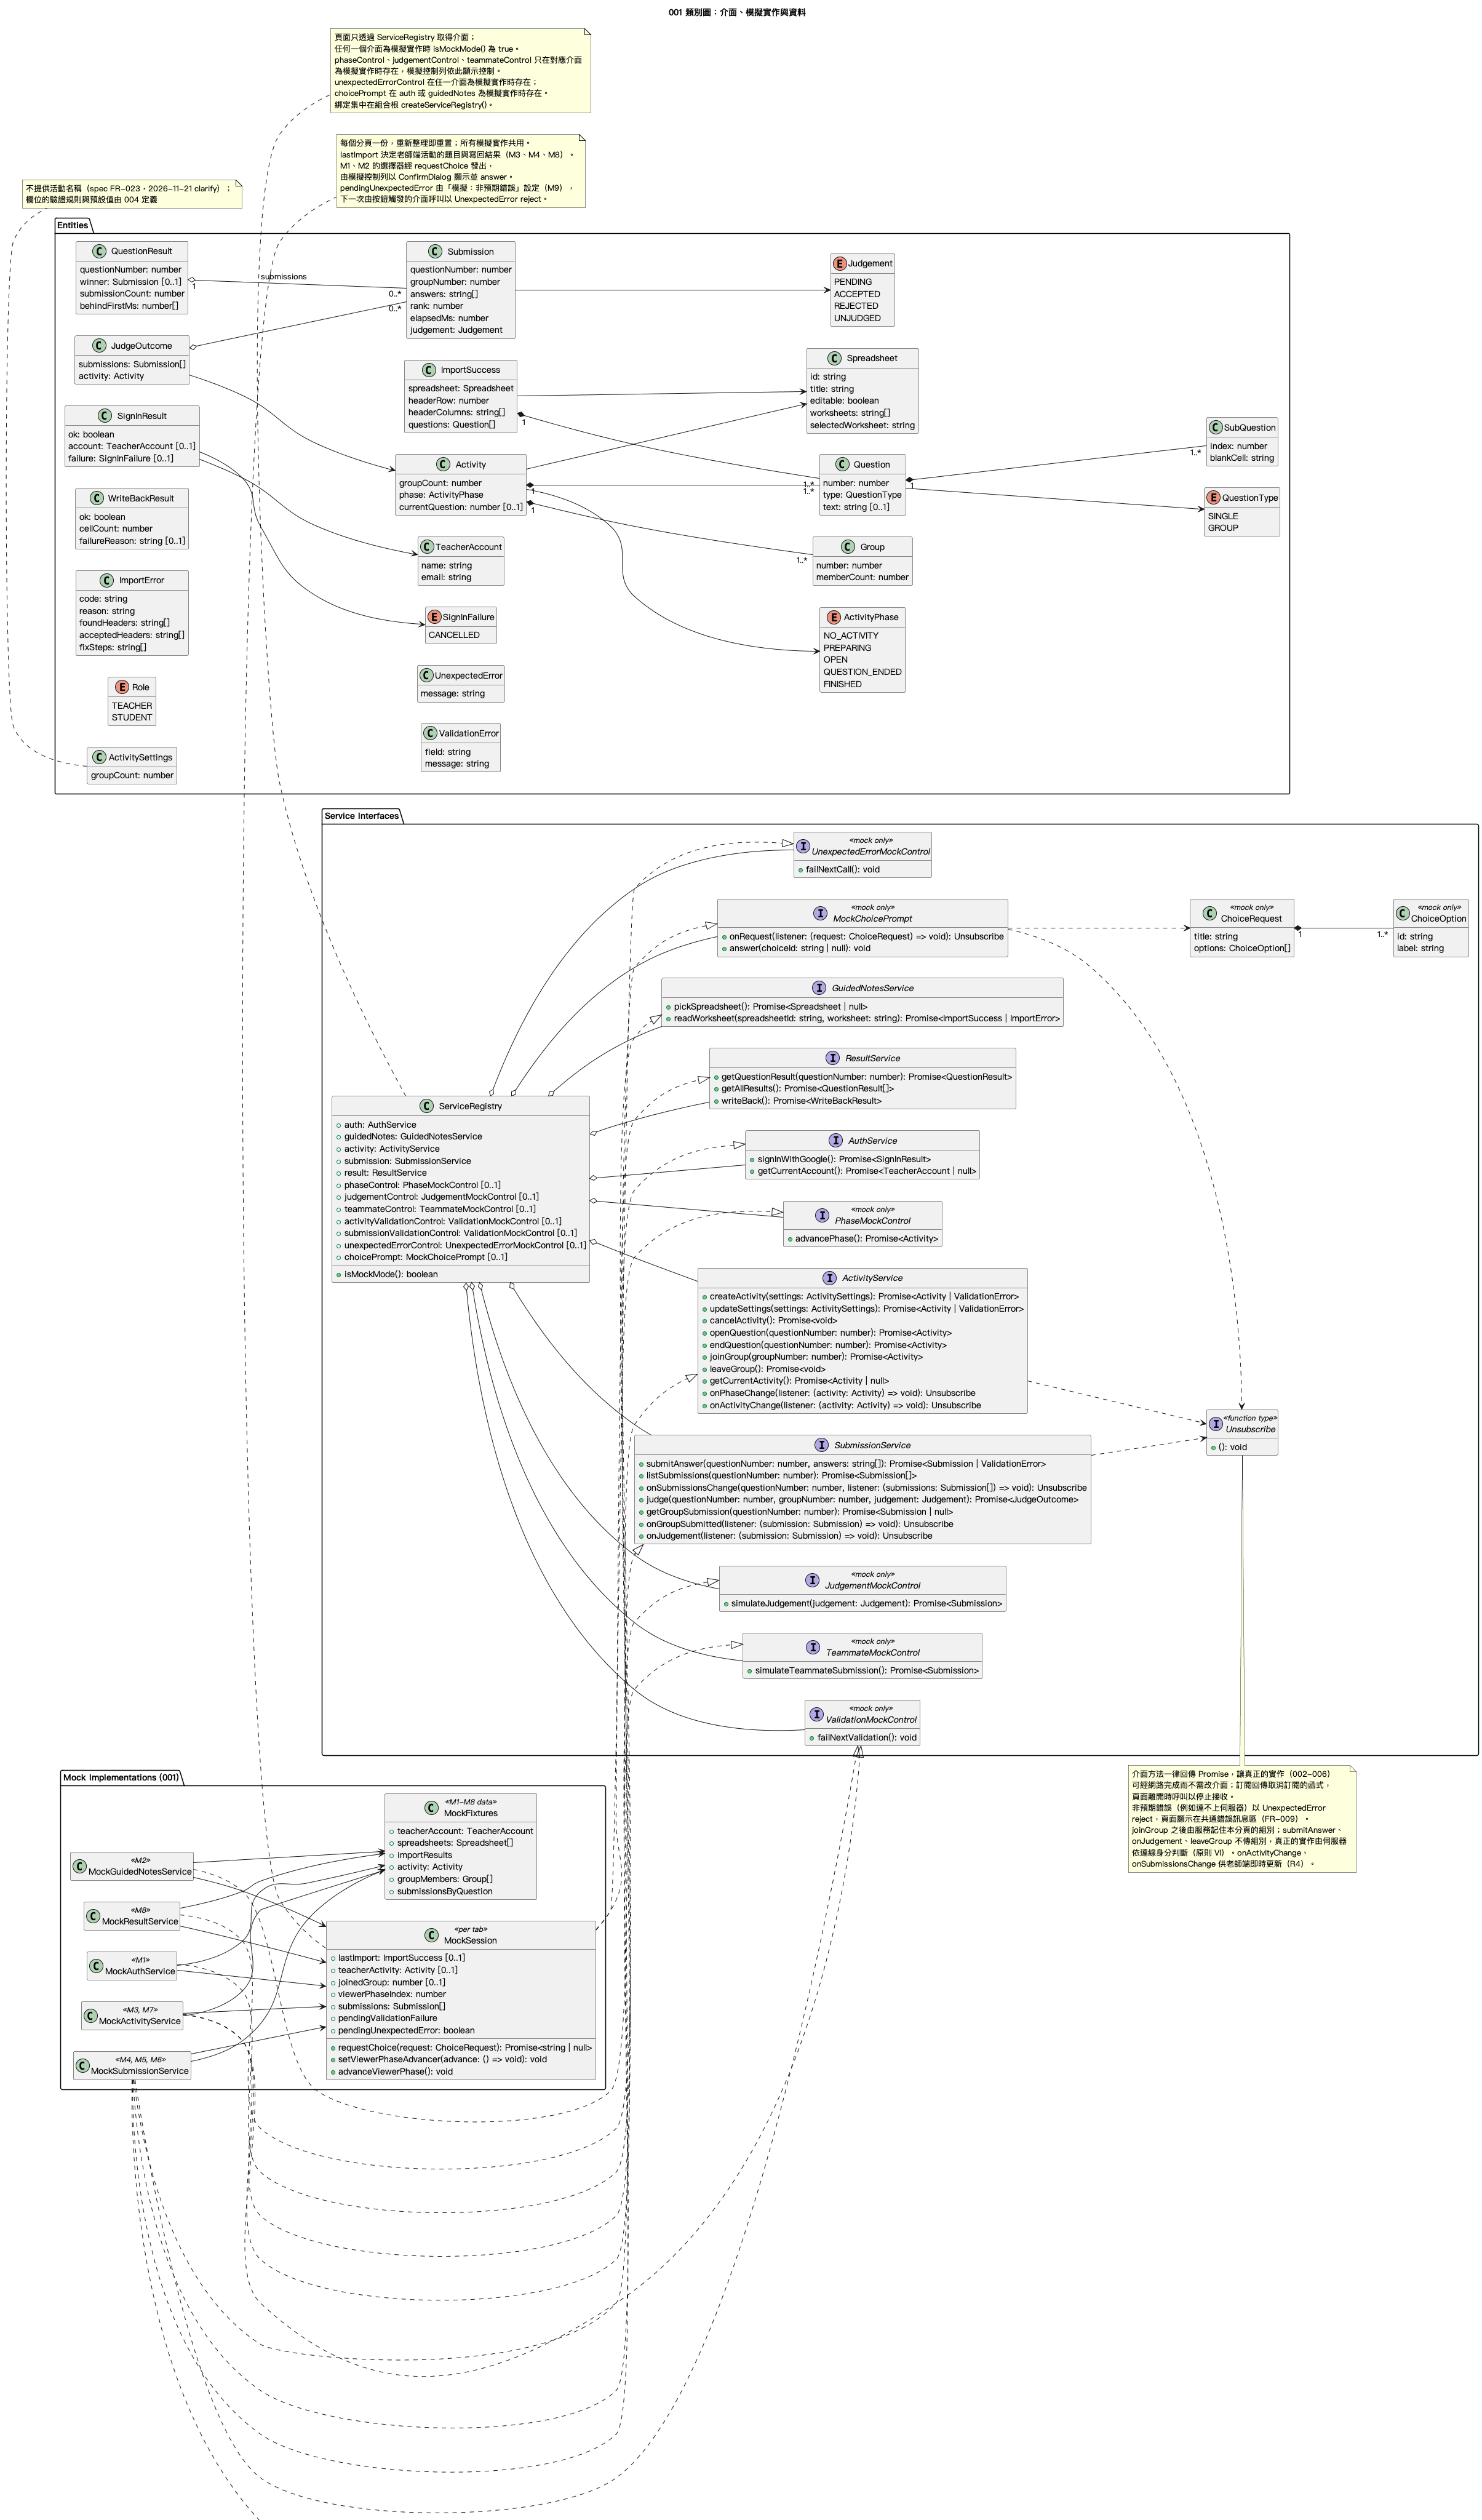 001 類別圖：介面、模擬實作與資料
頁面只透過 ServiceRegistry 取得介面；
任何一個介面為模擬實作時 isMockMode() 為 true。
phaseControl、judgementControl、teammateControl 只在對應介面
為模擬實作時存在，模擬控制列依此顯示控制。
unexpectedErrorControl 在任一介面為模擬實作時存在；
choicePrompt 在 auth 或 guidedNotes 為模擬實作時存在。
綁定集中在組合根 createServiceRegistry()。
每個分頁一份，重新整理即重置；所有模擬實作共用。
lastImport 決定老師端活動的題目與寫回結果（M3、M4、M8）。
M1、M2 的選擇器經 requestChoice 發出，
由模擬控制列以 ConfirmDialog 顯示並 answer。
pendingUnexpectedError 由「模擬：非預期錯誤」設定（M9），
下一次由按鈕觸發的介面呼叫以 UnexpectedError reject。
不提供活動名稱（spec FR-023，2026-11-21 clarify）；
欄位的驗證規則與預設值由 004 定義
Entities
QuestionResult
questionNumber: number
winner: Submission [0..1]
submissionCount: number
behindFirstMs: number[]
1
submissions
0..*
Submission
questionNumber: number
groupNumber: number
answers: string[]
rank: number
elapsedMs: number
judgement: Judgement
Judgement
PENDING
ACCEPTED
REJECTED
UNJUDGED
JudgeOutcome
submissions: Submission[]
activity: Activity
0..*
ImportSuccess
spreadsheet: Spreadsheet
headerRow: number
headerColumns: string[]
questions: Question[]
1
Spreadsheet
id: string
title: string
editable: boolean
worksheets: string[]
selectedWorksheet: string
SignInResult
ok: boolean
account: TeacherAccount [0..1]
failure: SignInFailure [0..1]
Activity
groupCount: number
phase: ActivityPhase
currentQuestion: number [0..1]
1
1
1..*
1..*
Question
number: number
type: QuestionType
text: string [0..1]
1
1..*
SubQuestion
index: number
blankCell: string
QuestionType
SINGLE
GROUP
WriteBackResult
ok: boolean
cellCount: number
failureReason: string [0..1]
TeacherAccount
name: string
email: string
1..*
Group
number: number
memberCount: number
ImportError
code: string
reason: string
foundHeaders: string[]
acceptedHeaders: string[]
fixSteps: string[]
SignInFailure
CANCELLED
ActivityPhase
NO_ACTIVITY
PREPARING
OPEN
QUESTION_ENDED
FINISHED
Role
TEACHER
STUDENT
UnexpectedError
message: string
ActivitySettings
groupCount: number
ValidationError
field: string
message: string
Service Interfaces
«mock only»
UnexpectedErrorMockControl
failNextCall(): void
«mock only»
MockChoicePrompt
onRequest(listener: (request: ChoiceRequest) => void): Unsubscribe
answer(choiceId: string | null): void
«mock only»
ChoiceRequest
title: string
options: ChoiceOption[]
1
1..*
«mock only»
ChoiceOption
id: string
label: string
GuidedNotesService
pickSpreadsheet(): Promise<Spreadsheet | null>
readWorksheet(spreadsheetId: string, worksheet: string): Promise<ImportSuccess | ImportError>
ResultService
getQuestionResult(questionNumber: number): Promise<QuestionResult>
getAllResults(): Promise<QuestionResult[]>
writeBack(): Promise<WriteBackResult>
ServiceRegistry
auth: AuthService
guidedNotes: GuidedNotesService
activity: ActivityService
submission: SubmissionService
result: ResultService
phaseControl: PhaseMockControl [0..1]
judgementControl: JudgementMockControl [0..1]
teammateControl: TeammateMockControl [0..1]
activityValidationControl: ValidationMockControl [0..1]
submissionValidationControl: ValidationMockControl [0..1]
unexpectedErrorControl: UnexpectedErrorMockControl [0..1]
choicePrompt: MockChoicePrompt [0..1]
isMockMode(): boolean
AuthService
signInWithGoogle(): Promise<SignInResult>
getCurrentAccount(): Promise<TeacherAccount | null>
«mock only»
PhaseMockControl
advancePhase(): Promise<Activity>
ActivityService
createActivity(settings: ActivitySettings): Promise<Activity | ValidationError>
updateSettings(settings: ActivitySettings): Promise<Activity | ValidationError>
cancelActivity(): Promise<void>
openQuestion(questionNumber: number): Promise<Activity>
endQuestion(questionNumber: number): Promise<Activity>
joinGroup(groupNumber: number): Promise<Activity>
leaveGroup(): Promise<void>
getCurrentActivity(): Promise<Activity | null>
onPhaseChange(listener: (activity: Activity) => void): Unsubscribe
onActivityChange(listener: (activity: Activity) => void): Unsubscribe
«function type»
Unsubscribe
(): void
SubmissionService
submitAnswer(questionNumber: number, answers: string[]): Promise<Submission | ValidationError>
listSubmissions(questionNumber: number): Promise<Submission[]>
onSubmissionsChange(questionNumber: number, listener: (submissions: Submission[]) => void): Unsubscribe
judge(questionNumber: number, groupNumber: number, judgement: Judgement): Promise<JudgeOutcome>
getGroupSubmission(questionNumber: number): Promise<Submission | null>
onGroupSubmitted(listener: (submission: Submission) => void): Unsubscribe
onJudgement(listener: (submission: Submission) => void): Unsubscribe
«mock only»
JudgementMockControl
simulateJudgement(judgement: Judgement): Promise<Submission>
«mock only»
TeammateMockControl
simulateTeammateSubmission(): Promise<Submission>
«mock only»
ValidationMockControl
failNextValidation(): void
介面方法一律回傳 Promise，讓真正的實作（002-006）
可經網路完成而不需改介面；訂閱回傳取消訂閱的函式，
頁面離開時呼叫以停止接收。
非預期錯誤（例如連不上伺服器）以 UnexpectedError
reject，頁面顯示在共通錯誤訊息區（FR-009）。
joinGroup 之後由服務記住本分頁的組別；submitAnswer、
onJudgement、leaveGroup 不傳組別，真正的實作由伺服器
依連線身分判斷（原則 VI）。onActivityChange、
onSubmissionsChange 供老師端即時更新（R4）。
Mock Implementations (001)
«M2»
MockGuidedNotesService
«M8»
MockResultService
«M1»
MockAuthService
«M3, M7»
MockActivityService
«M4, M5, M6»
MockSubmissionService
«M1-M8 data»
MockFixtures
teacherAccount: TeacherAccount
spreadsheets: Spreadsheet[]
importResults
activity: Activity
groupMembers: Group[]
submissionsByQuestion
«per tab»
MockSession
lastImport: ImportSuccess [0..1]
teacherActivity: Activity [0..1]
joinedGroup: number [0..1]
viewerPhaseIndex: number
submissions: Submission[]
pendingValidationFailure
pendingUnexpectedError: boolean
requestChoice(request: ChoiceRequest): Promise<string | null>
setViewerPhaseAdvancer(advance: () => void): void
advanceViewerPhase(): void